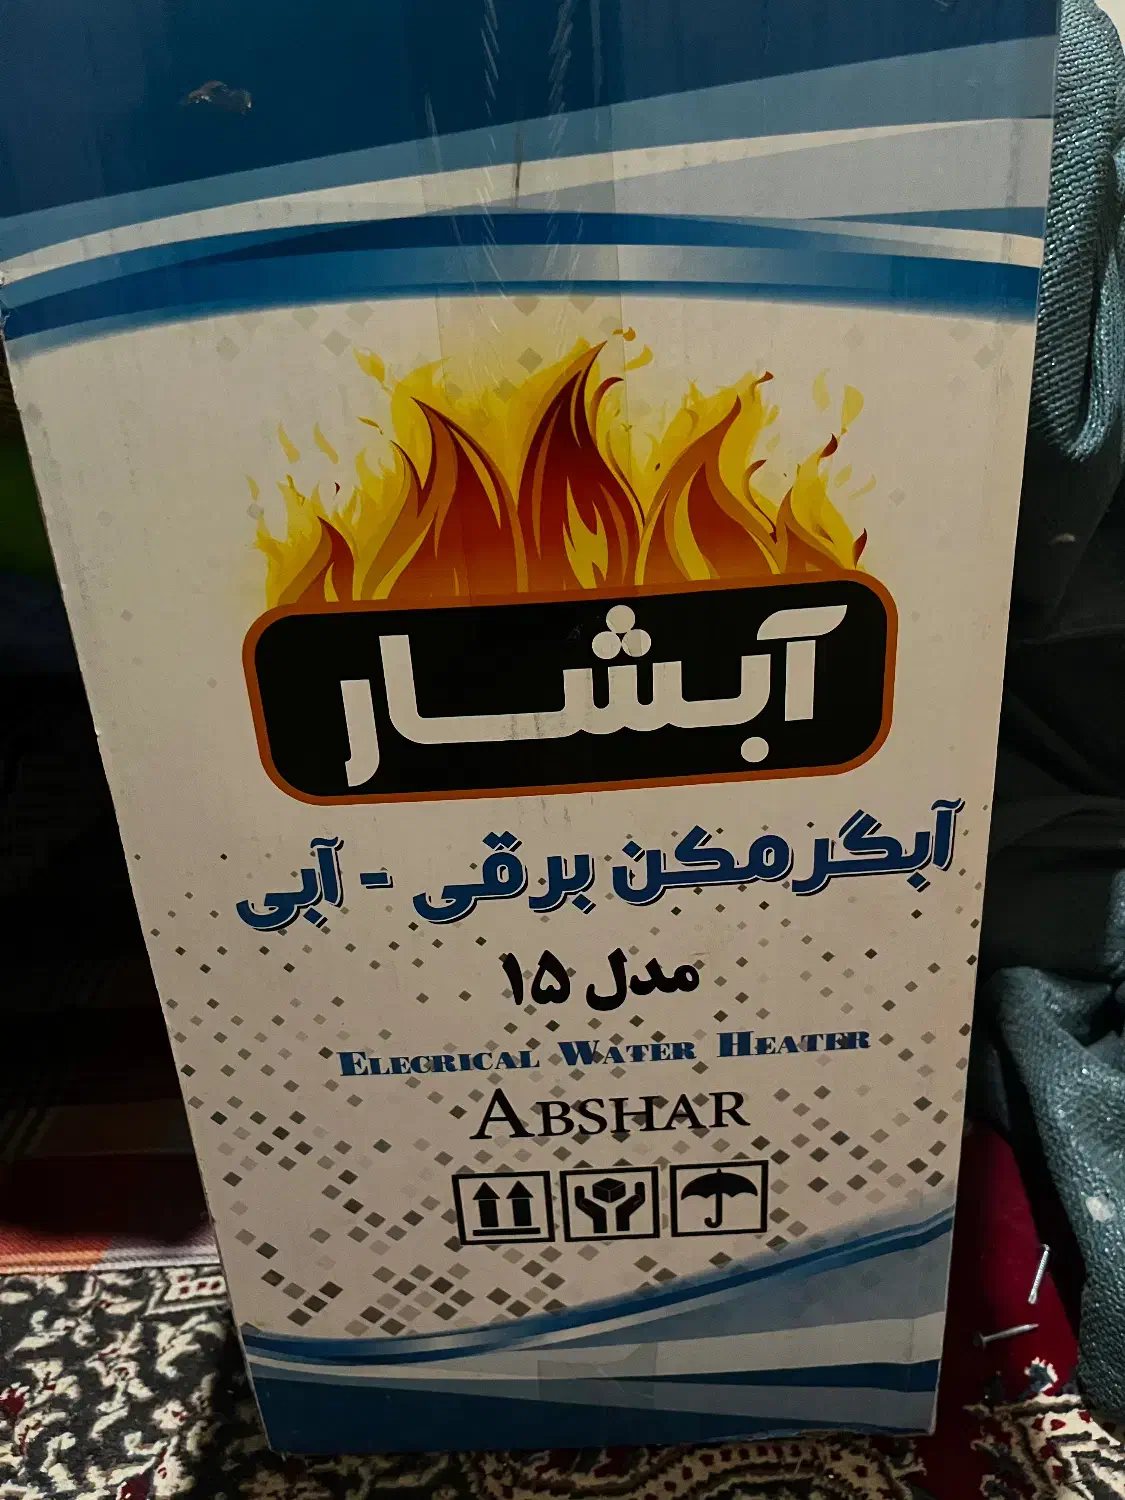 آبشار
آبگرمکن برقی - آبی
مدل ۱۵
ELECRICAL WATER HEATER
ABSHAR